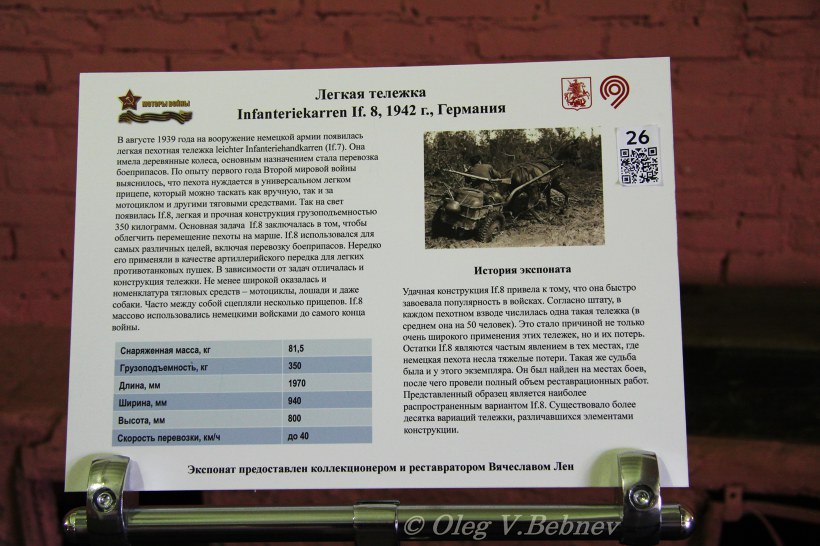 МОТОРЫ ВОЙНЫ
Легкая тележка
Infanteriekarren If. 8, 1942 г., Германия
26
В августе 1939 года на вооружение немецкой армии появилась
легкая пехотная тележка leichter Infanteriehandkarren (If.7). Она
имела деревянные колеса, основным назначением стала перевозка
боеприпасов. По опыту первого года Второй мировой войны
выяснилось, что пехота нуждается в универсальном легком
прицепе, который можно таскать как вручную, так и за
мотоциклом и другими тяговыми средствами. Так на свет
появилась If.8, легкая и прочная конструкция грузоподъемностью
350 килограмм. Основная задача If.8 заключалась в том, чтобы
облегчить перемещение пехоты на марше. If.8 использовался для
самых различных целей, включая перевозку боеприпасов. Нередко
его применяли в качестве артиллерийского передка для легких
противотанковых пушек. В зависимости от задач отличалась и
конструкция тележки. Не менее широкой оказалась и
номенклатура тягловых средств – мотоциклы, лошади и даже
собаки. Часто между собой сцепляли несколько прицепов. If.8
массово использовались немецкими войсками до самого конца
войны.
Снаряженная масса, кг 81,5
Грузоподъемность, кг 350
Длина, мм 1970
Ширина, мм 940
Высота, мм 800
Скорость перевозки, км/ч до 40
История экспоната
Удачная конструкция If.8 привела к тому, что она быстро
завоевала популярность в войсках. Согласно штату, в
каждом пехотном взводе числилась одна такая тележка (в
среднем она на 50 человек). Это стало причиной не только
очень широкого применения этих тележек, но и их потерь.
Остатки If.8 являются частым явлением в тех местах, где
немецкая пехота несла тяжелые потери. Такая же судьба
была и у этого экземпляра. Он был найден на местах боев,
после чего провели полный объем реставрационных работ.
Представленный образец является наиболее
распространенным вариантом If.8. Существовало более
десятка вариаций тележки, различавшихся элементами
конструкции.
Экспонат предоставлен коллекционером и реставратором Вячеславом Лен
© Oleg V.Bebnev